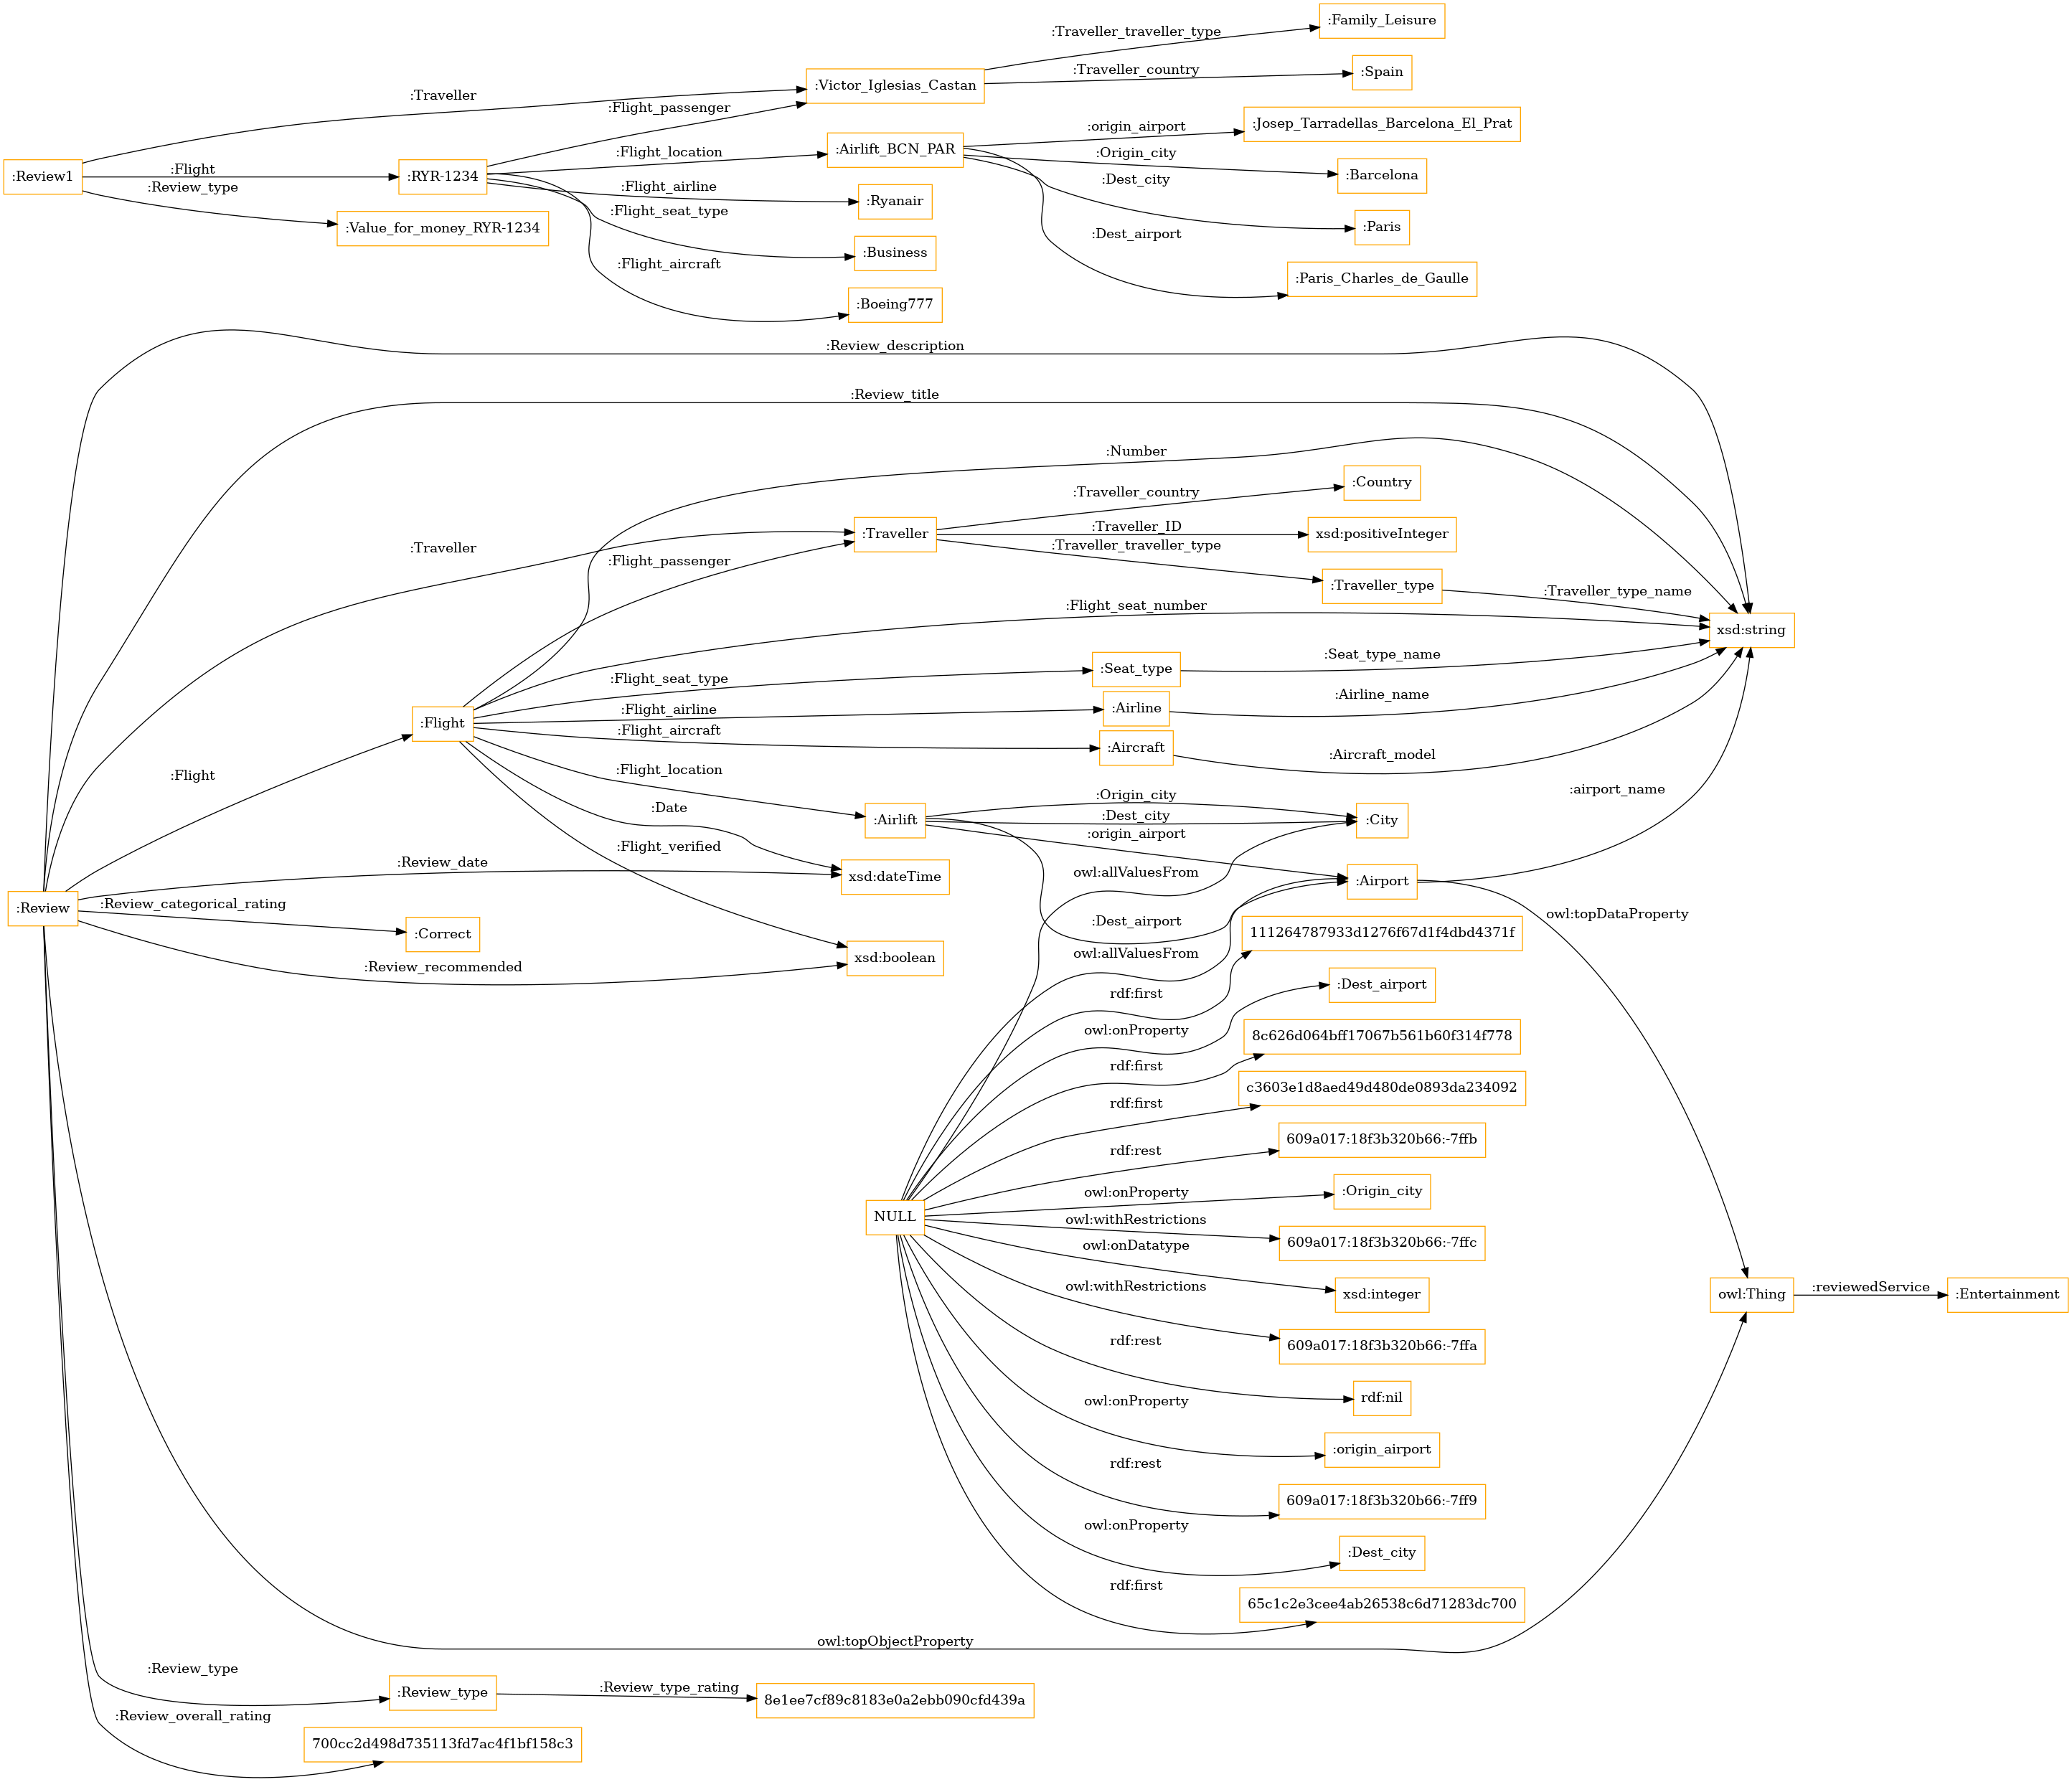 :Family_Leisure
:Traveller_traveller_type
:Spain
:Traveller_country
:Victor_Iglesias_Castan
:Traveller
:Flight_passenger
:Josep_Tarradellas_Barcelona_El_Prat
:origin_airport
:Airlift_BCN_PAR
:Flight_location
:Origin_city
:Review1
:Flight
:RYR-1234
:Barcelona
:Dest_city
:Review_type
:Flight_airline
:Ryanair
:Flight_seat_type
:Value_for_money_RYR-1234
:Paris
:Dest_airport
:Business
:Flight_aircraft
:Paris_Charles_de_Gaulle
:Boeing777
:Review_description
:Review_title
:Number
:Country
:Traveller_country
:Traveller
:Traveller
:Traveller_ID
xsd:positiveInteger
:Traveller_traveller_type
:Flight_passenger
:Traveller_type
:Traveller_type_name
:Flight_seat_number
xsd:string
:Seat_type
:Seat_type_name
:Flight_seat_type
:Airline_name
:Flight_airline
:Airline
:Flight
:Flight_aircraft
:Aircraft
:Aircraft_model
:Flight
:Flight_location
:airport_name
:Origin_city
:Date
:Airlift
:Dest_city
:City
:origin_airport
:Flight_verified
:Review_date
xsd:dateTime
owl:allValuesFrom
:Airport
:Review
:Review_categorical_rating
owl:topDataProperty
:Dest_airport
:Correct
111264787933d1276f67d1f4dbd4371f
owl:allValuesFrom
xsd:boolean
:Review_recommended
:Dest_airport
rdf:first
owl:onProperty
8c626d064bff17067b561b60f314f778
rdf:first
c3603e1d8aed49d480de0893da234092
rdf:first
609a017:18f3b320b66:-7ffb
rdf:rest
:Origin_city
owl:onProperty
NULL
owl:withRestrictions
609a017:18f3b320b66:-7ffc
owl:onDatatype
xsd:integer
owl:Thing
:reviewedService
:Entertainment
owl:withRestrictions
609a017:18f3b320b66:-7ffa
rdf:rest
rdf:nil
owl:onProperty
:origin_airport
rdf:rest
609a017:18f3b320b66:-7ff9
owl:onProperty
:Dest_city
rdf:first
65c1c2e3cee4ab26538c6d71283dc700
owl:topObjectProperty
:Review_type
:Review_type
:Review_type_rating
8e1ee7cf89c8183e0a2ebb090cfd439a
:Review_overall_rating
700cc2d498d735113fd7ac4f1bf158c3